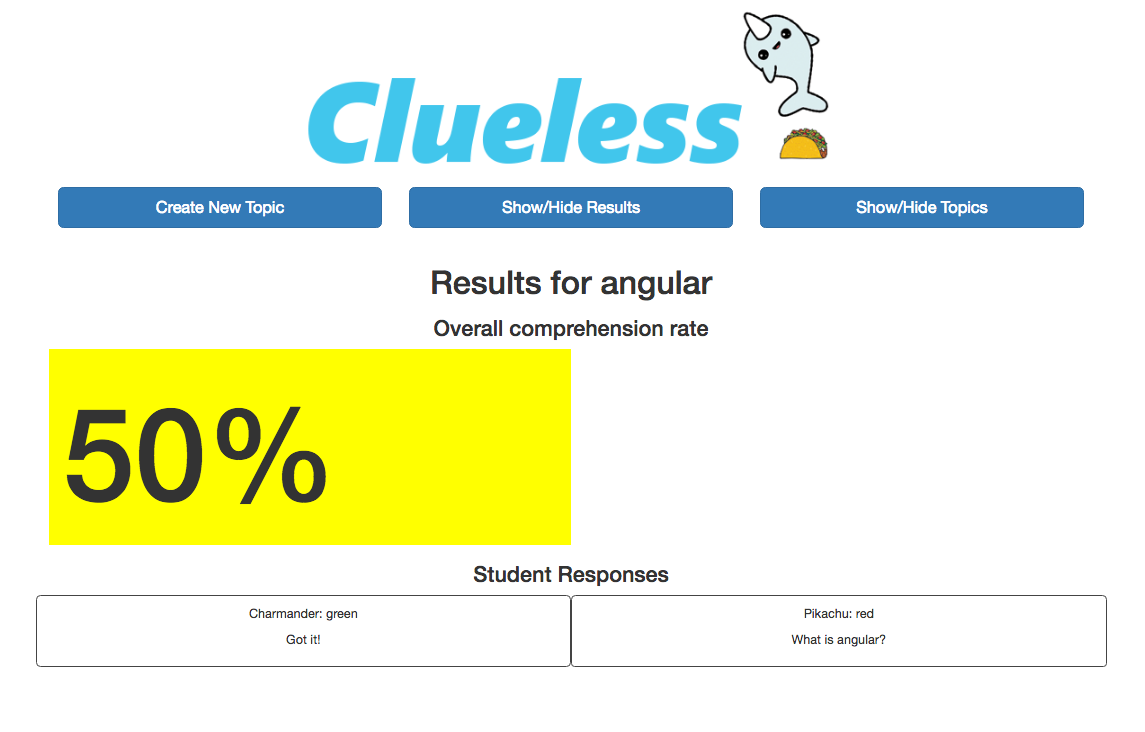 Clueless
Create New Topic
Show/Hide Results
Show/Hide Topics
Results for angular
Overall comprehension rate
50%
Student Responses
Charmander: green
Got it!
Pikachu: red
What is angular?